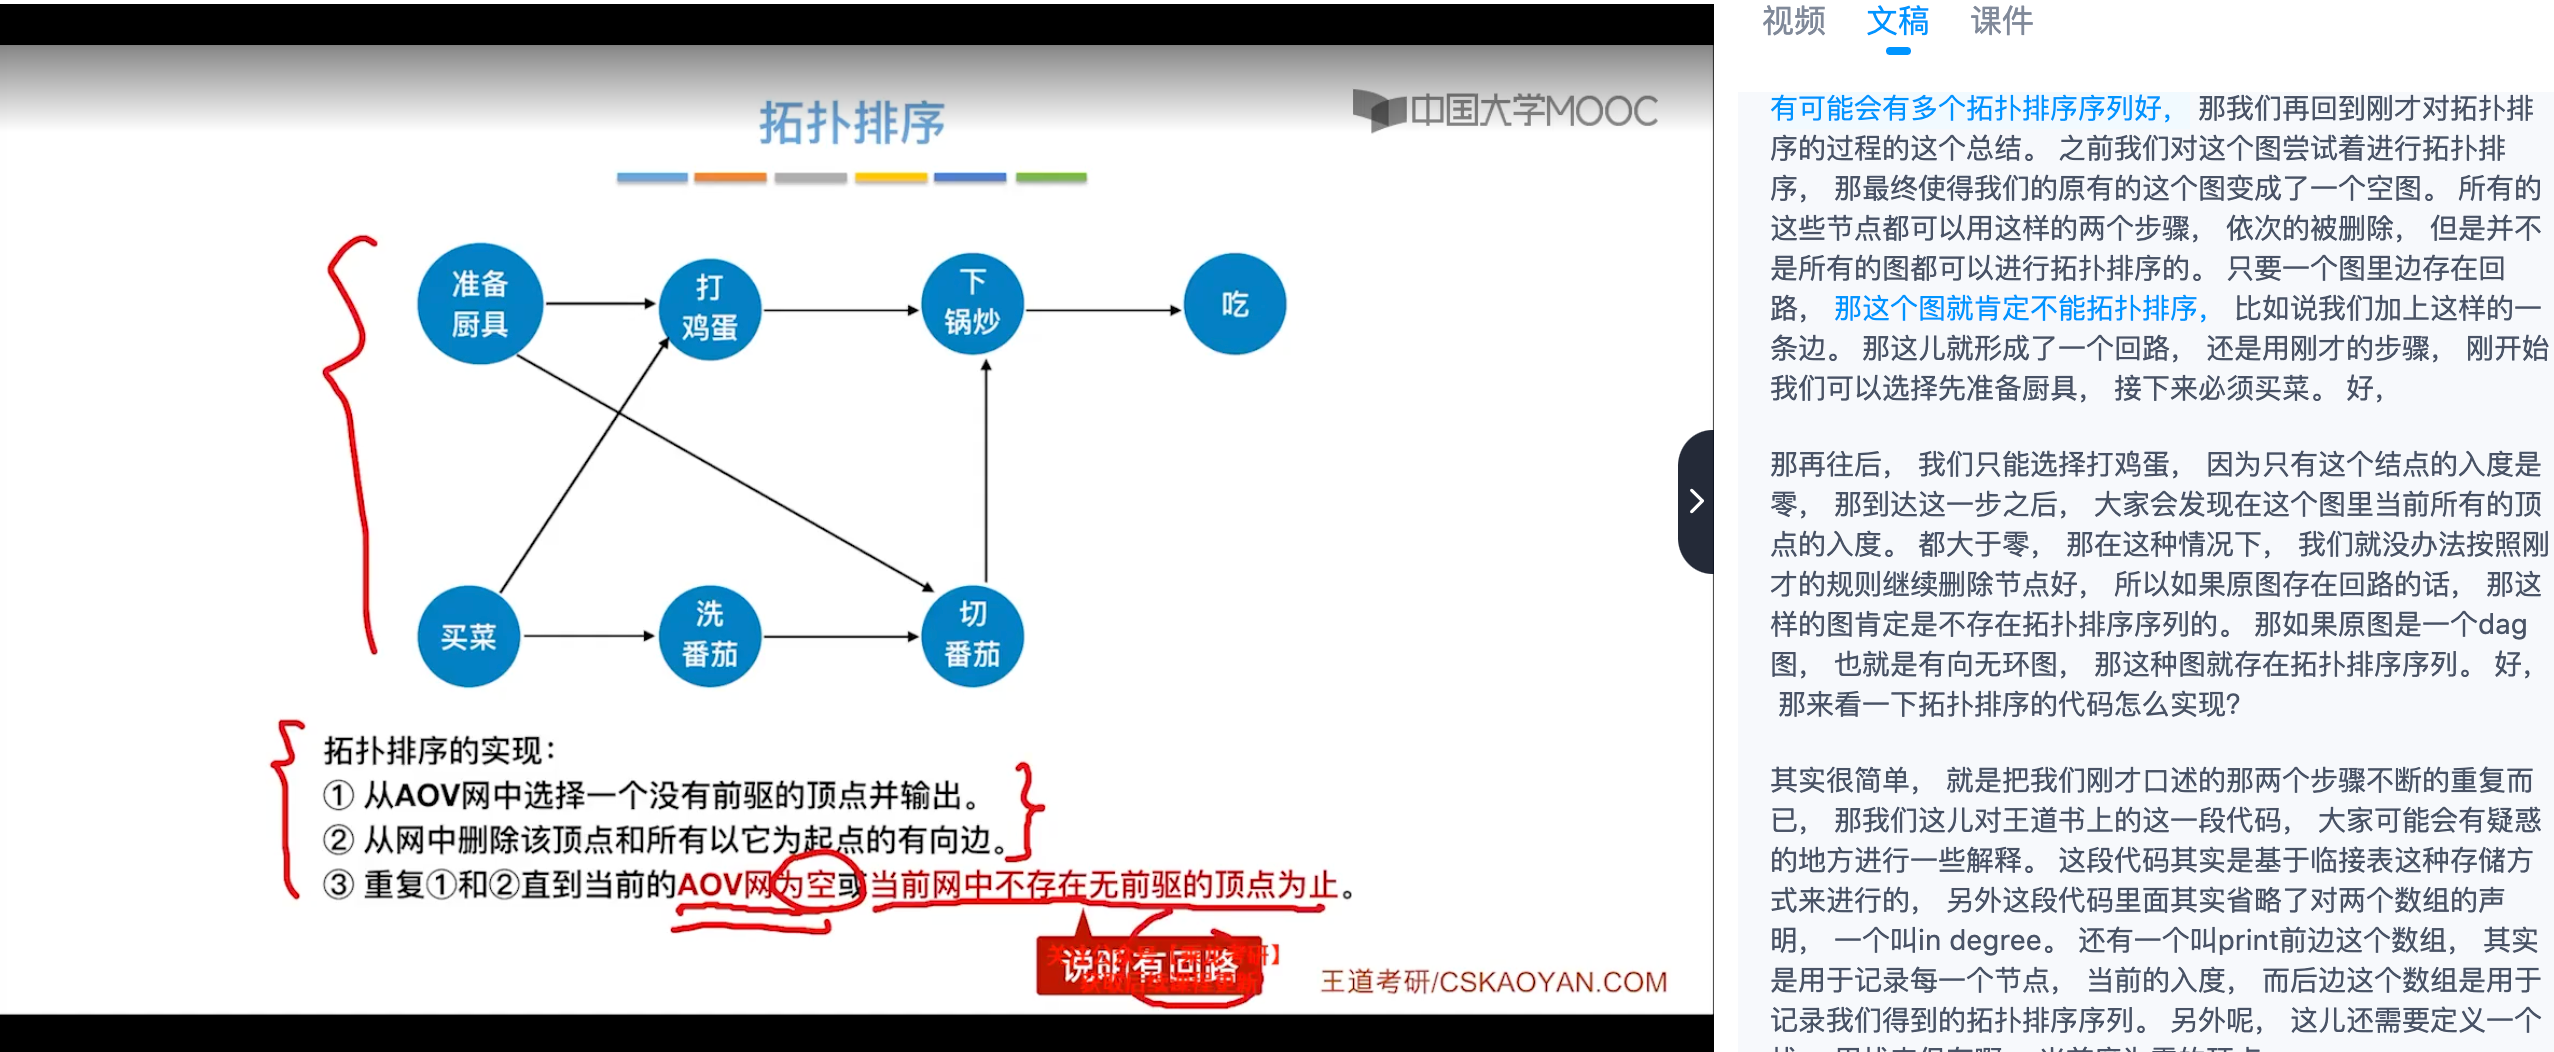 拓扑排序
中国大学MOOC
准备
厨具
打
鸡蛋
下
锅炒
吃
买菜
洗
番茄
切
番茄
拓扑排序的实现：
① 从AOV网中选择一个没有前驱的顶点并输出。
② 从网中删除该顶点和所有以它为起点的有向边。
③ 重复①和②直到当前的AOV网为空或当前网中不存在无前驱的顶点为止。
说明有回路
王道考研/CSKAOYAN.COM
视频 文稿 课件
有可能会有多个拓扑排序序列好， 那我们再回到刚才对拓扑排
序的过程的这个总结。 之前我们对这个图尝试着进行拓扑排
序， 那最终使得我们的原有的这个图变成了一个空图。 所有的
这些节点都可以用这样的两个步骤， 依次的被删除， 但是并不
是所有的图都可以进行拓扑排序的。 只要一个图里边存在回
路， 那这个图就肯定不能拓扑排序， 比如说我们加上这样的一
条边。 那这儿就形成了一个回路， 还是用刚才的步骤， 刚开始
我们可以选择先准备厨具， 接下来必须买菜。 好，
那再往后， 我们只能选择打鸡蛋， 因为只有这个结点的入度是
零， 那到达这一步之后， 大家会发现在这个图里当前所有的顶
点的入度。 都大于零， 那在这种情况下， 我们就没办法按照刚
才的规则继续删除节点好， 所以如果原图存在回路的话， 那这
样的图肯定是不存在拓扑排序序列的。 那如果原图是一个dag
图， 也就是有向无环图， 那这种图就存在拓扑排序序列。 好，
那来看一下拓扑排序的代码怎么实现?
其实很简单， 就是把我们刚才口述的那两个步骤不断的重复而
已， 那我们这儿对王道书上的这一段代码， 大家可能会有疑惑
的地方进行一些解释。 这段代码其实是基于临接表这种存储方
式来进行的， 另外这段代码里面其实省略了对两个数组的声
明， 一个叫in degree。 还有一个叫print前边这个数组， 其实
是用于记录每一个节点， 当前的入度， 而后边这个数组是用于
记录我们得到的拓扑排序序列。 另外呢， 这儿还需要定义一个